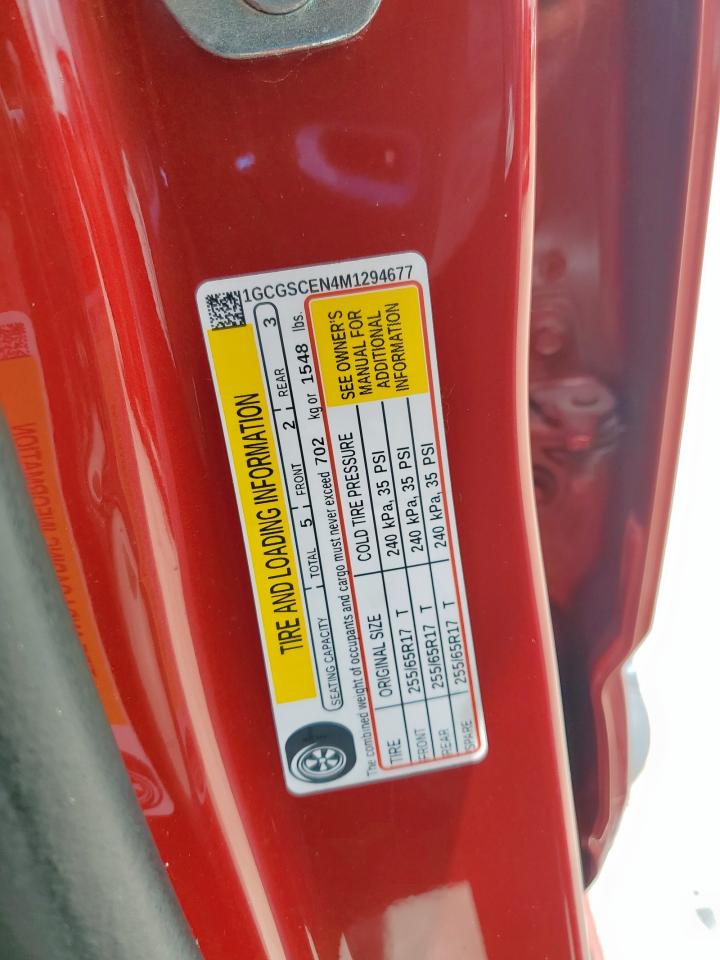 1GCGSCEN4M1294677
TIRE AND LOADING INFORMATION
SEATING CAPACITY TOTAL 5 FRONT 2 REAR 3
The combined weight of occupants and cargo must never exceed 702 kg or 1548 lbs.
TIRE ORIGINAL SIZE COLD TIRE PRESSURE
FRONT 255/65R17 T 240 kPa, 35 PSI
REAR 255/65R17 T 240 kPa, 35 PSI
SPARE 255/65R17 T 240 kPa, 35 PSI
SEE OWNER'S
MANUAL FOR
ADDITIONAL
INFORMATION